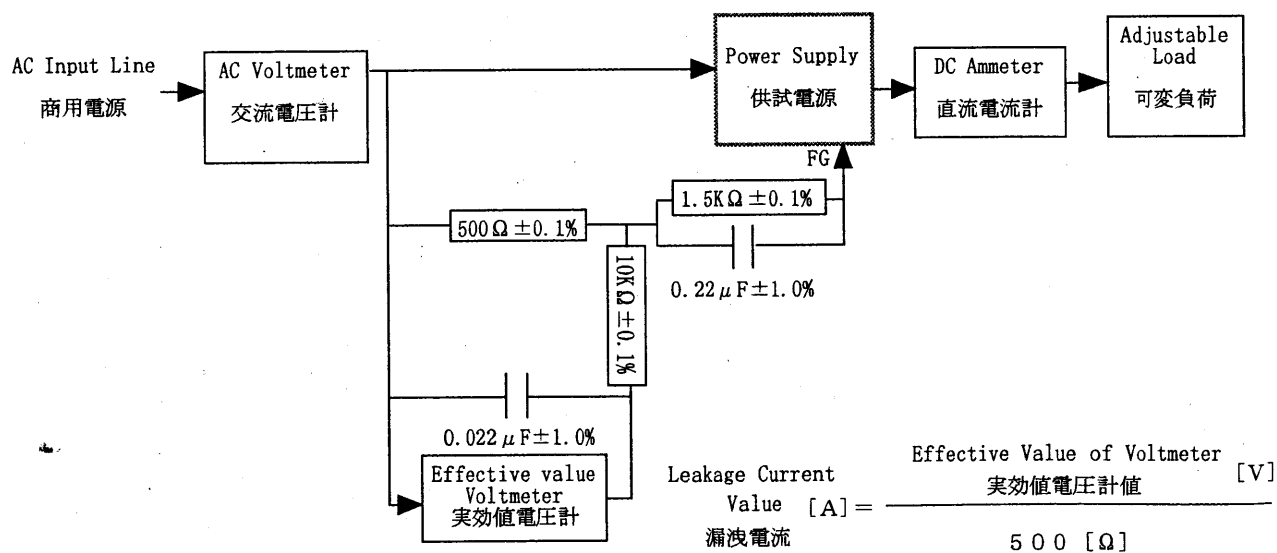 AC Input Line
商用電源
AC Voltmeter
交流電圧計
Power Supply
供試電源
DC Ammeter
直流電流計
Adjustable
Load
可変負荷
FG
500Ω±0.1%
1.5KΩ±0.1%
0.22μF±1.0%
10KΩ±0.1%
0.022μF±1.0%
Effective value
Voltmeter
実効値電圧計
Leakage Current
Value [A]=
漏洩電流
Effective Value of Voltmeter
実効値電圧計値 [V]
500 [Ω]